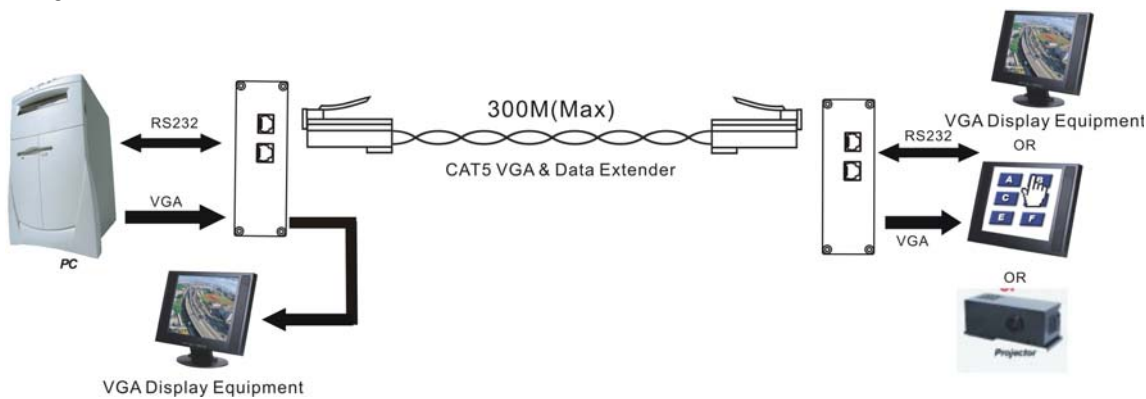 RS232
VGA
PC
VGA Display Equipment
300M(Max)
CAT5 VGA & Data Extender
RS232
VGA
VGA Display Equipment
OR
A B
C
E F
OR
Projector